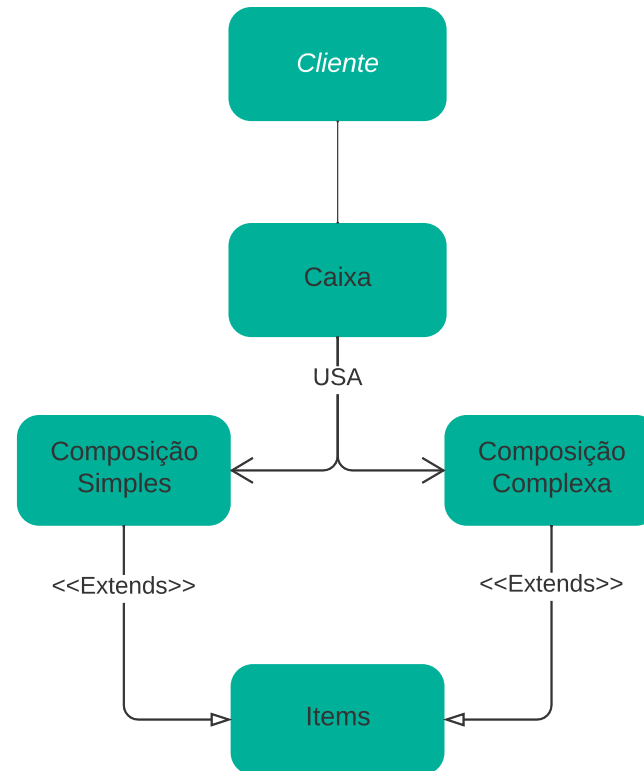 Cliente
Caixa
USA
Composição
Simples
Composição
Complexa
<<Extends>>
<<Extends>>
Items